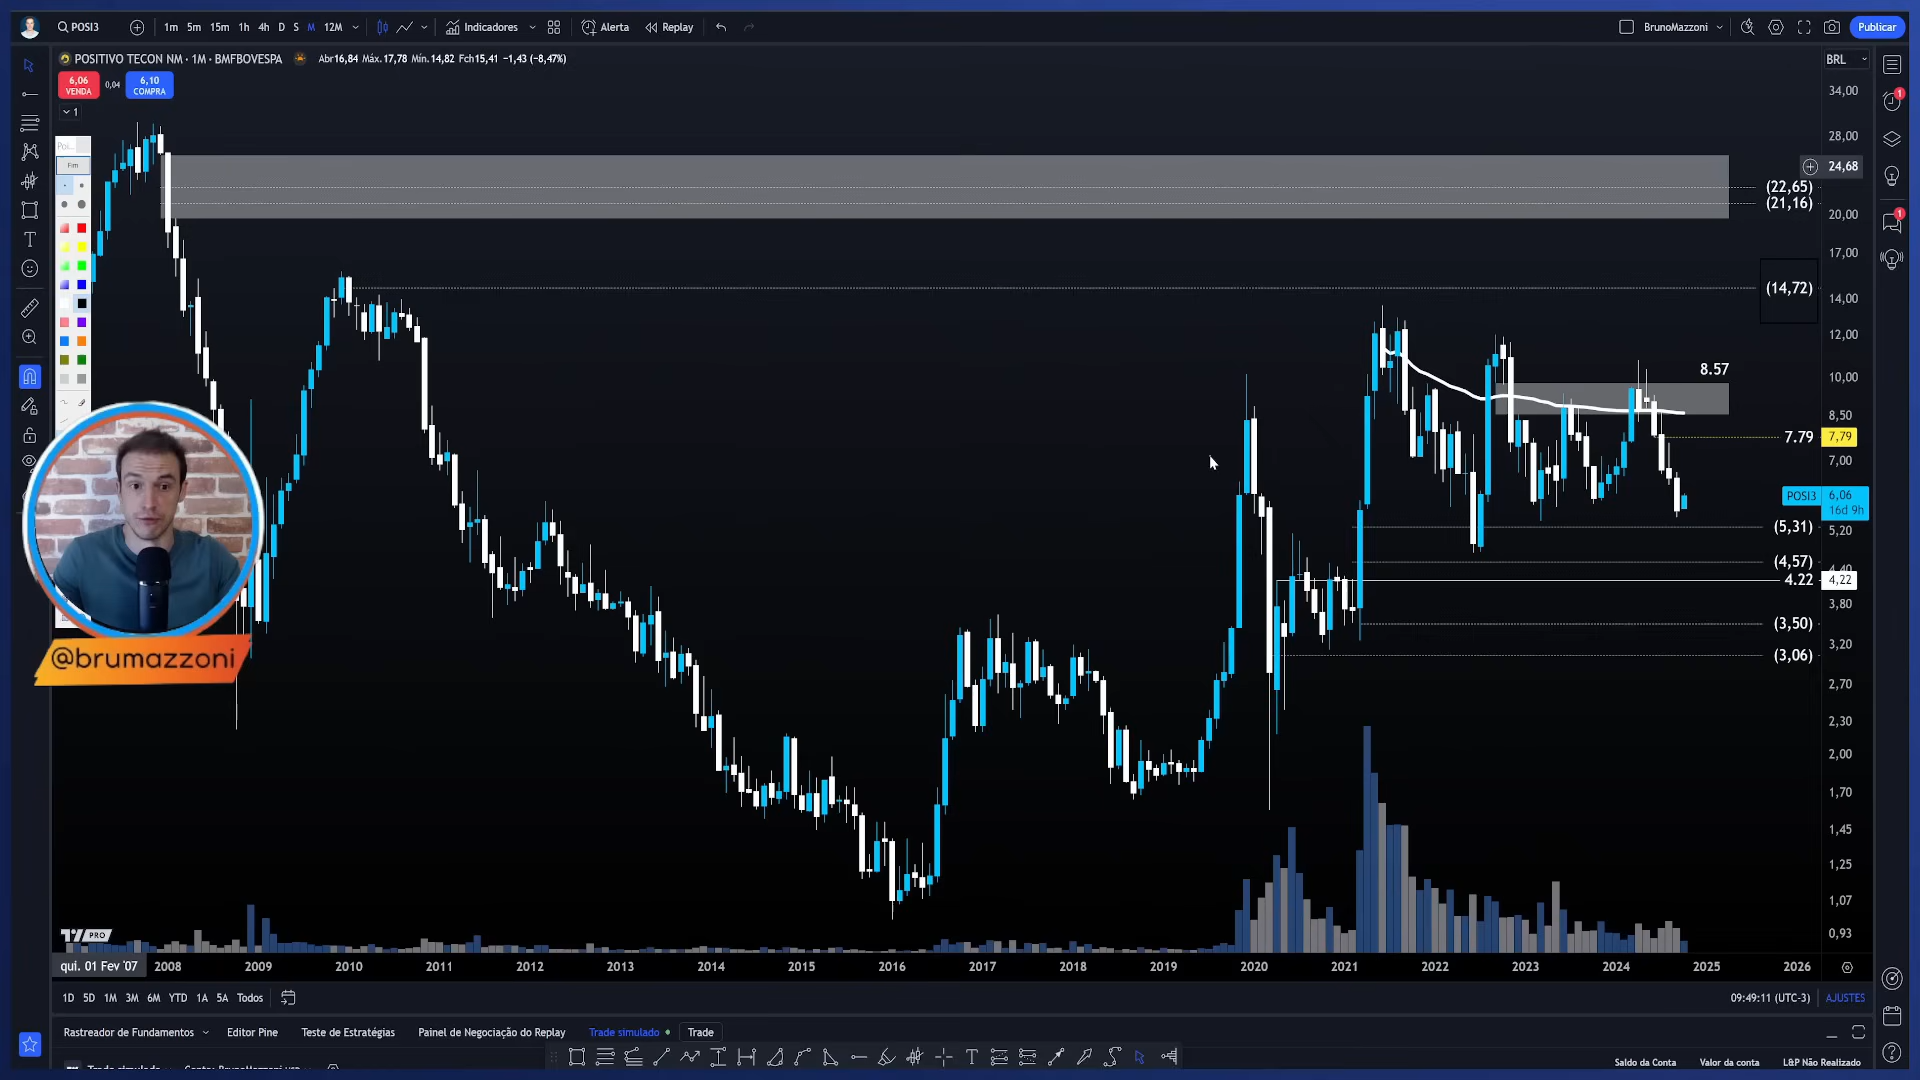 POSI3
1m 5m 15m 1h 4h D S M 12M
Indicadores
Alerta
Replay
BrunoMazzoni
Publicar
POSITIVO TECON NM · 1M · BMFBOVESPA
Abr16,84 Máx.17,78 Mín.14,82 Fch15,41 −1,43 (−8,47%)
BRL
6,06
VENDA
0,04
6,10
COMPRA
1
Fim
34,00
28,00
24,68
(22,65)
(21,16)
20,00
17,00
(14,72)
14,00
12,00
8.57
10,00
8,50
7.79 7,79
7,00
POSI3 6,06
16d 9h
(5,31)
5,20
(4,57)
4,40
4.22 4,22
3,80
(3,50)
3,20
(3,06)
2,70
2,30
2,00
1,70
1,45
1,25
1,07
0,93
@brumazzoni
PRO
qui. 01 Fev '07
2008 2009 2010 2011 2012 2013 2014 2015 2016 2017 2018 2019 2020 2021 2022 2023 2024 2025 2026
1D 5D 1M 3M 6M YTD 1A 5A Todos
09:49:11 (UTC-3) AJUSTES
Rastreador de Fundamentos Editor Pine Teste de Estratégias Painel de Negociação do Replay Trade simulado Trade
Saldo da Conta Valor da conta L&P Não Realizado